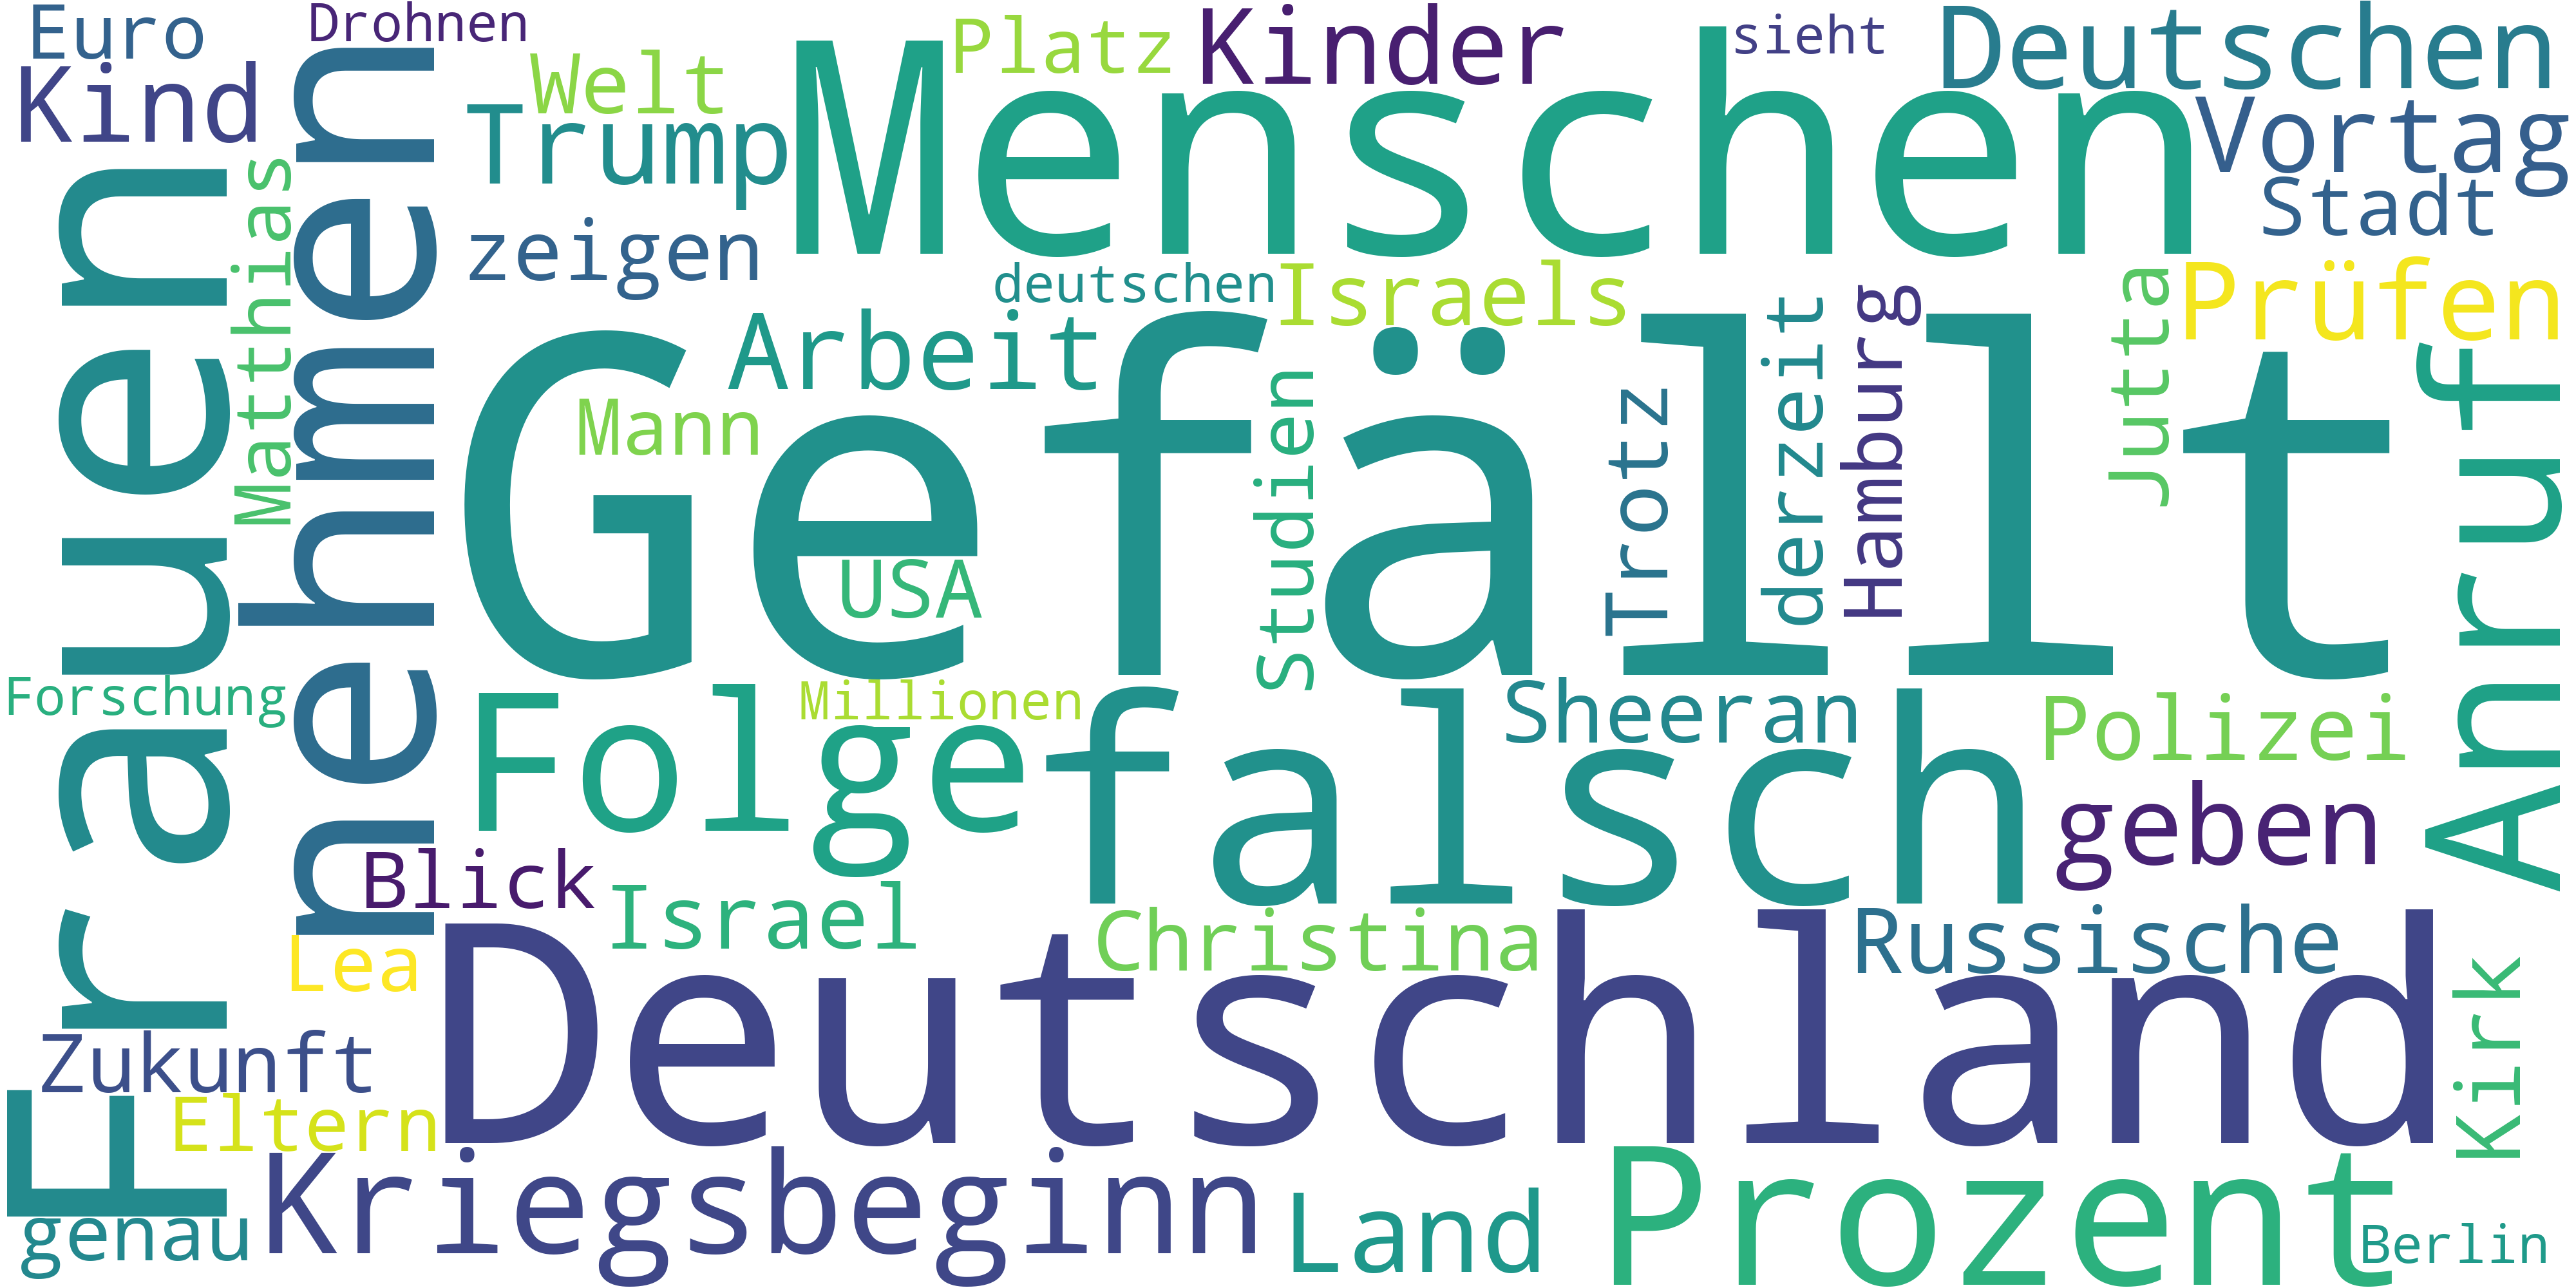 Euro
Drohnen
Kind
Welt
Trump
Platz
Kinder
sieht
Deutschen
Menschen
Vortag
Stadt
Matthias
nehmen
Frauen
zeigen
deutschen
Israels
Prüfen
Jutta
Arbeit
Mann
Gefällt
USA
Studien
Trotz
derzeit
Hamburg
Anruf
Forschung
Folge
Millionen
falsch
Sheeran
Polizei
geben
Blick
Israel
Christina
Russische
Lea
Deutschland
Kirk
Zukunft
Eltern
genau
Kriegsbeginn
Land
Prozent
Berlin